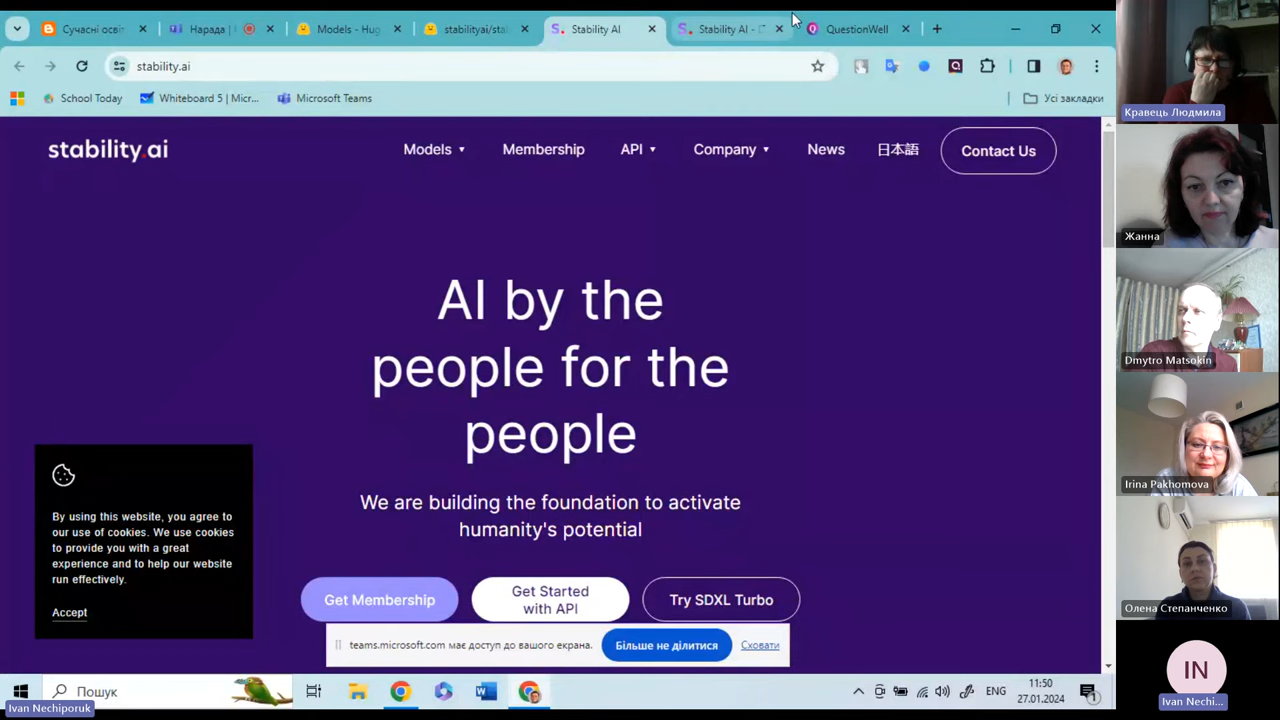 Сучасні освіт
Нарада |
Models - Hug
stabilityai/sta
Stability AI
Stability AI - D
QuestionWell
stability.ai
School Today
Whiteboard 5 | Micr...
Microsoft Teams
Усі закладки
stability.ai
Models
Membership
API
Company
News
日本語
Contact Us
AI by the
people for the
people
We are building the foundation to activate
humanity's potential
Get Membership
Get Started
with API
Try SDXL Turbo
By using this website, you agree to
our use of cookies. We use cookies
to provide you with a great
experience and to help our website
run effectively.
Accept
teams.microsoft.com має доступ до вашого екрана.
Більше не ділитися
Сховати
Пошук
ENG
11:50
27.01.2024
1
Ivan Nechiporuk
Кравець Людмила
Жанна
Dmytro Matsokin
Irina Pakhomova
Олена Степанченко
IN
Ivan Nechi...